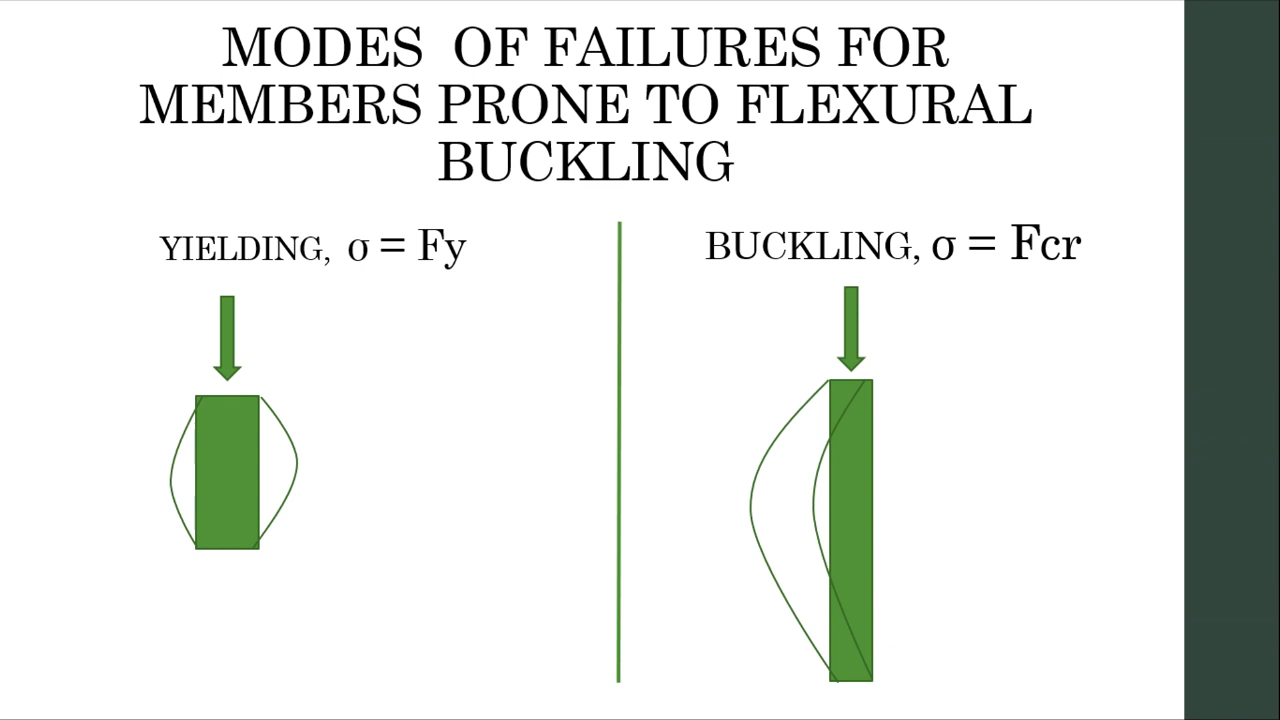 MODES OF FAILURES FOR
MEMBERS PRONE TO FLEXURAL
BUCKLING
YIELDING, σ = Fy
BUCKLING, σ = Fcr